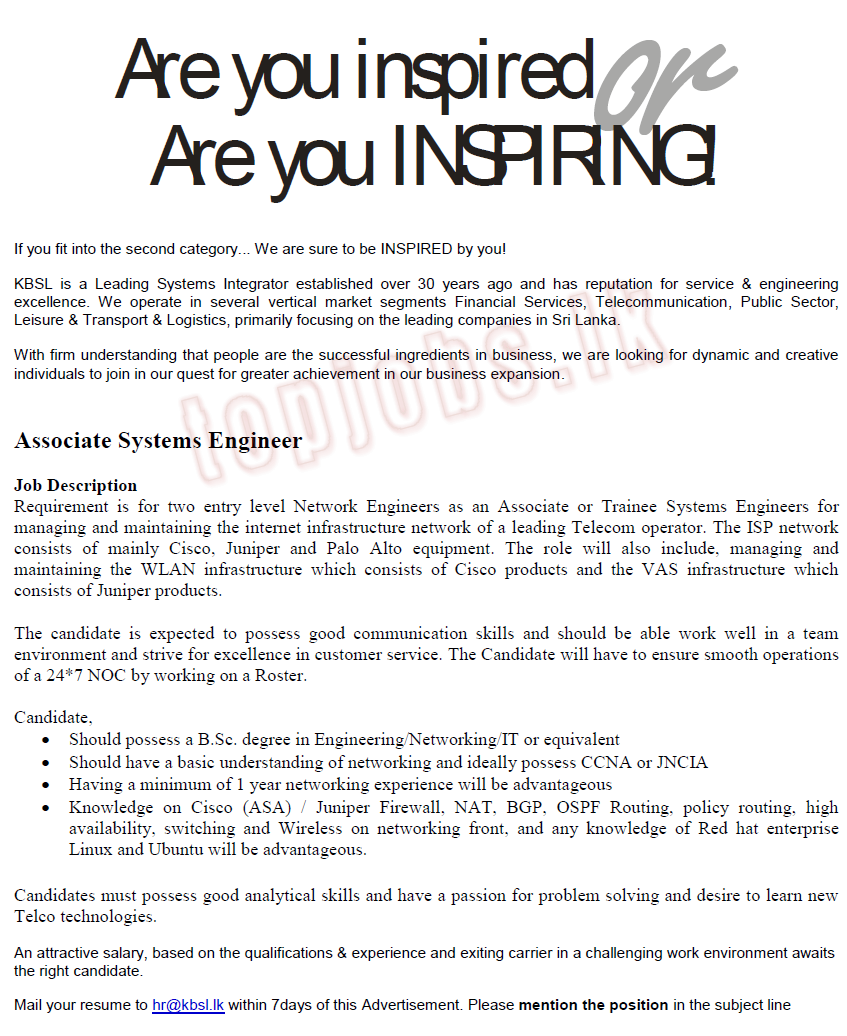 Are you inspired or
Are you INSPIRING!
If you fit into the second category... We are sure to be INSPIRED by you!
KBSL is a Leading Systems Integrator established over 30 years ago and has reputation for service & engineering
excellence. We operate in several vertical market segments Financial Services, Telecommunication, Public Sector,
Leisure & Transport & Logistics, primarily focusing on the leading companies in Sri Lanka.
With firm understanding that people are the successful ingredients in business, we are looking for dynamic and creative
individuals to join in our quest for greater achievement in our business expansion.
topjobs.lk
Associate Systems Engineer
Job Description
Requirement is for two entry level Network Engineers as an Associate or Trainee Systems Engineers for
managing and maintaining the internet infrastructure network of a leading Telecom operator. The ISP network
consists of mainly Cisco, Juniper and Palo Alto equipment. The role will also include, managing and
maintaining the WLAN infrastructure which consists of Cisco products and the VAS infrastructure which
consists of Juniper products.
The candidate is expected to possess good communication skills and should be able work well in a team
environment and strive for excellence in customer service. The Candidate will have to ensure smooth operations
of a 24*7 NOC by working on a Roster.
Candidate,
• Should possess a B.Sc. degree in Engineering/Networking/IT or equivalent
• Should have a basic understanding of networking and ideally possess CCNA or JNCIA
• Having a minimum of 1 year networking experience will be advantageous
• Knowledge on Cisco (ASA) / Juniper Firewall, NAT, BGP, OSPF Routing, policy routing, high
availability, switching and Wireless on networking front, and any knowledge of Red hat enterprise
Linux and Ubuntu will be advantageous.
Candidates must possess good analytical skills and have a passion for problem solving and desire to learn new
Telco technologies.
An attractive salary, based on the qualifications & experience and exiting carrier in a challenging work environment awaits
the right candidate.
Mail your resume to hr@kbsl.lk within 7days of this Advertisement. Please mention the position in the subject line